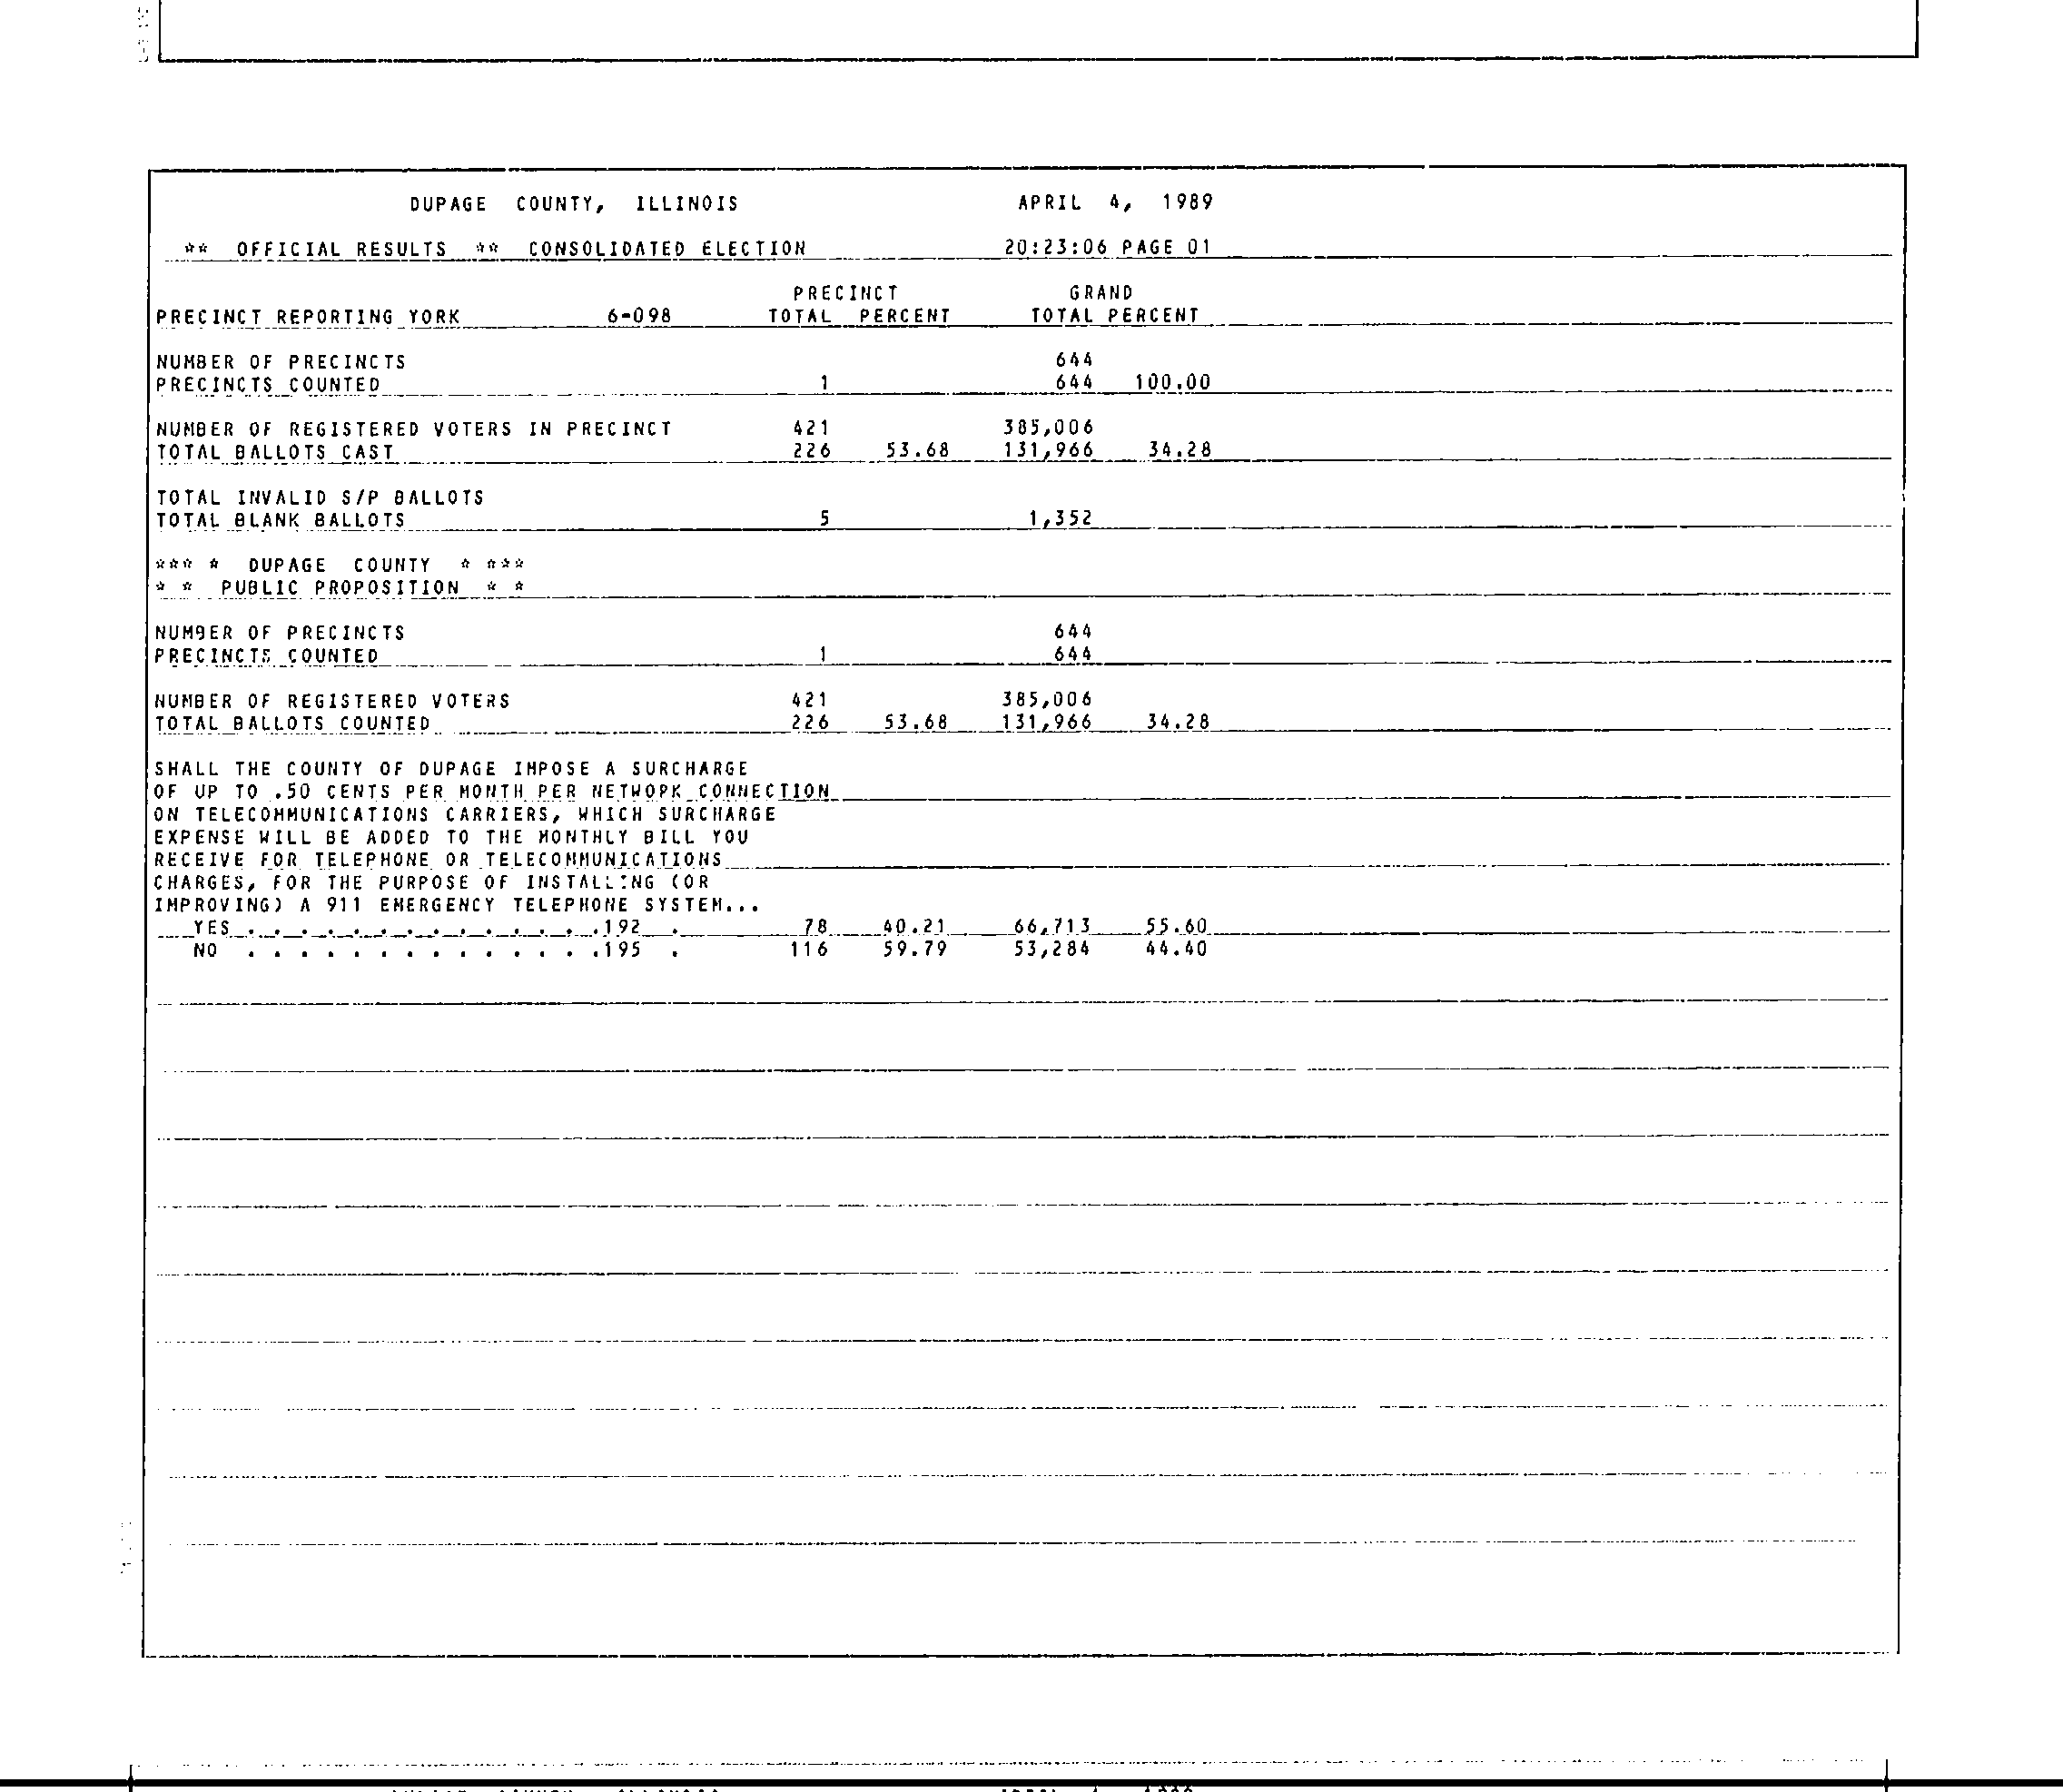 DUPAGE COUNTY, ILLINOIS APRIL 4, 1989
** OFFICIAL RESULTS ** CONSOLIDATED ELECTION 20:23:06 PAGE 01
PRECINCT GRAND
PRECINCT REPORTING YORK 6-098 TOTAL PERCENT TOTAL PERCENT
NUMBER OF PRECINCTS 644
PRECINCTS COUNTED 1 644 100.00
NUMBER OF REGISTERED VOTERS IN PRECINCT 421 385,006
TOTAL BALLOTS CAST 226 53.68 131,966 34.28
TOTAL INVALID S/P BALLOTS
TOTAL BLANK BALLOTS 5 1,352
*** * DUPAGE COUNTY * ***
* * PUBLIC PROPOSITION * *
NUMBER OF PRECINCTS 644
PRECINCTS COUNTED 1 644
NUMBER OF REGISTERED VOTERS 421 385,006
TOTAL BALLOTS COUNTED 226 53.68 131,966 34.28
SHALL THE COUNTY OF DUPAGE IMPOSE A SURCHARGE
OF UP TO .50 CENTS PER MONTH PER NETWORK CONNECTION
ON TELECOMMUNICATIONS CARRIERS, WHICH SURCHARGE
EXPENSE WILL BE ADDED TO THE MONTHLY BILL YOU
RECEIVE FOR TELEPHONE OR TELECOMMUNICATIONS
CHARGES, FOR THE PURPOSE OF INSTALLING (OR
IMPROVING) A 911 EMERGENCY TELEPHONE SYSTEM...
YES . . . . . . . . . . . . . .192 . 78 40.21 66,713 55.60
NO . . . . . . . . . . . . . .195 . 116 59.79 53,284 44.40